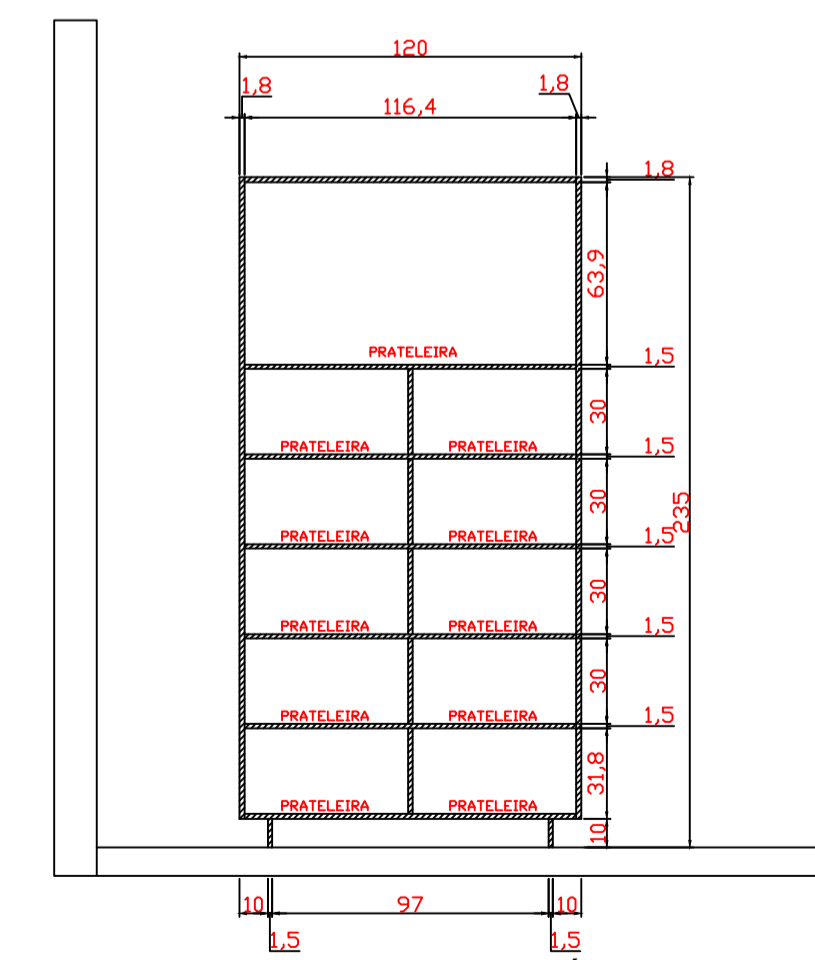 120
1,8 1,8
116,4
1,8
63,9
PRATELEIRA
1,5
30
PRATELEIRA PRATELEIRA 1,5
30
235
PRATELEIRA PRATELEIRA 1,5
30
PRATELEIRA PRATELEIRA 1,5
30
PRATELEIRA PRATELEIRA 1,5
31,8
PRATELEIRA PRATELEIRA
10
10 97 10
1,5 1,5